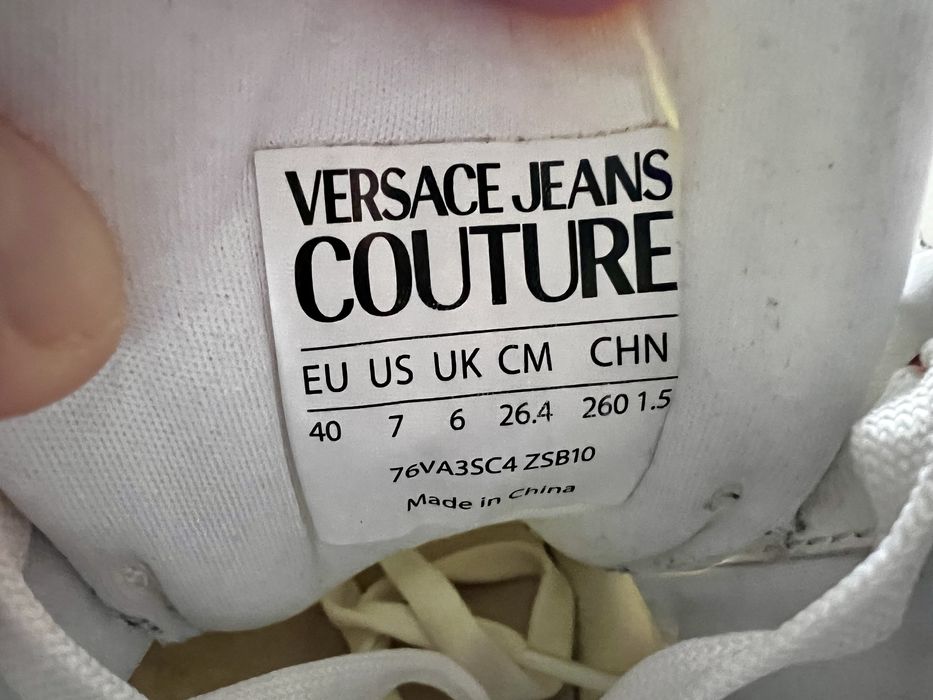 VERSACE JEANS
COUTURE
EU US UK CM CHN
40 7 6 26.4 260 1.5
76VA3SC4 ZSB10
Made in China